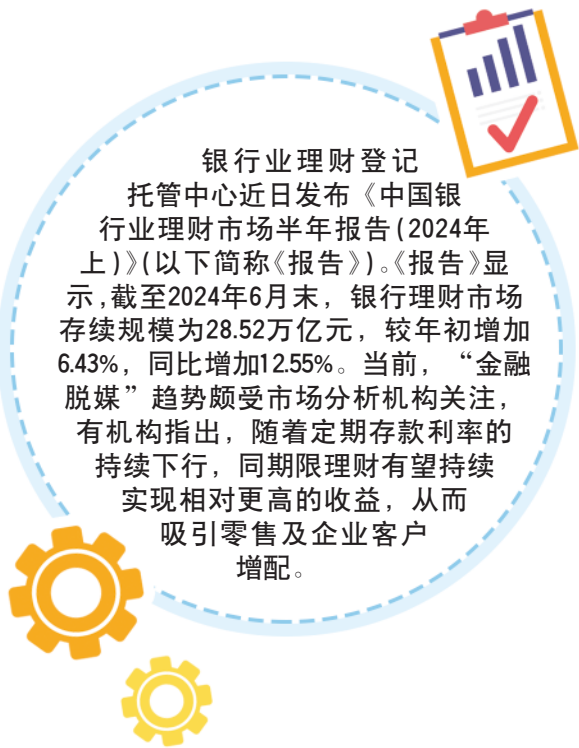 银行业理财登记
托管中心近日发布《中国银
行业理财市场半年报告(2024年
上)》(以下简称《报告》)。《报告》显
示,截至2024年6月末，银行理财市场
存续规模为28.52万亿元，较年初增加
6.43%，同比增加12.55%。当前，“金融
脱媒”趋势颇受市场分析机构关注，
有机构指出，随着定期存款利率的
持续下行，同期限理财有望持续
实现相对更高的收益，从而
吸引零售及企业客户
增配。